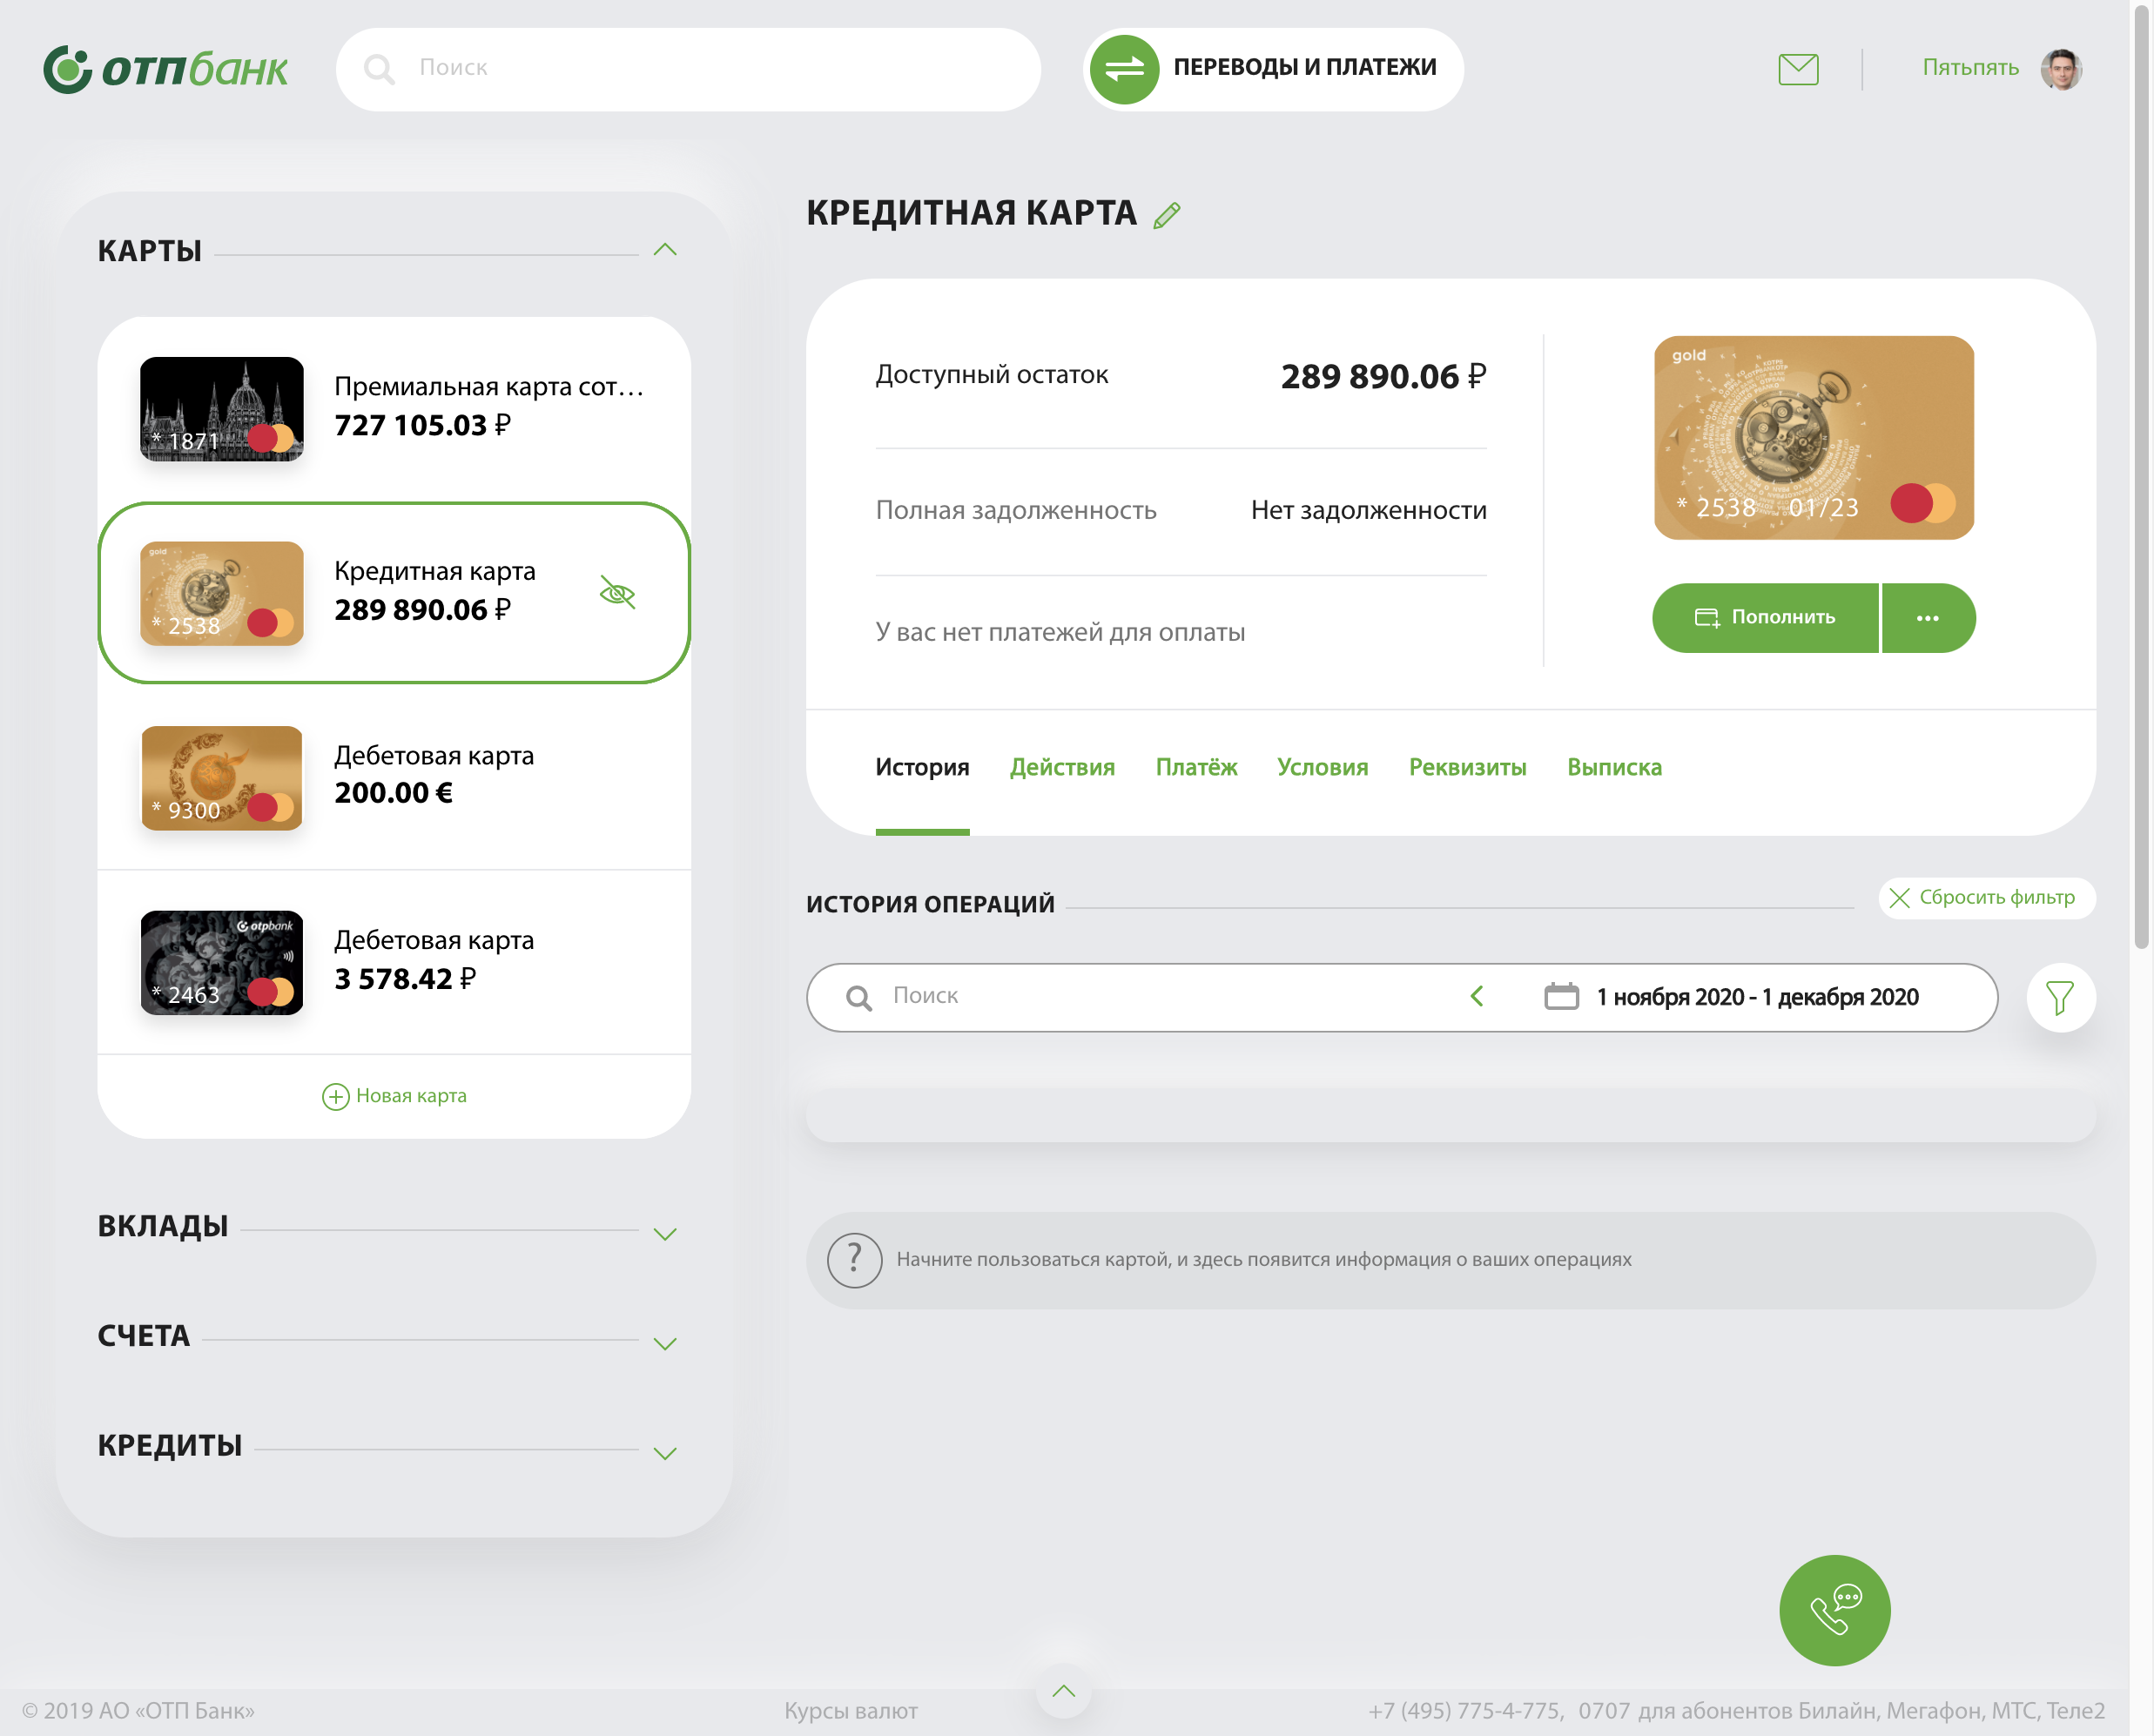 ОТПбанк
Поиск
ПЕРЕВОДЫ И ПЛАТЕЖИ
Пятьпять
КАРТЫ
* 1871
Премиальная карта сот...
727 105.03 ₽
gold
* 2538
Кредитная карта
289 890.06 ₽
* 9300
Дебетовая карта
200.00 €
otpbank
* 2463
Дебетовая карта
3 578.42 ₽
Новая карта
ВКЛАДЫ
СЧЕТА
КРЕДИТЫ
КРЕДИТНАЯ КАРТА
Доступный остаток 289 890.06 ₽
Полная задолженность Нет задолженности
У вас нет платежей для оплаты
gold
* 2538 01/23
Пополнить
История Действия Платёж Условия Реквизиты Выписка
ИСТОРИЯ ОПЕРАЦИЙ
Сбросить фильтр
Поиск
1 ноября 2020 - 1 декабря 2020
? Начните пользоваться картой, и здесь появится информация о ваших операциях
© 2019 АО «ОТП Банк» Курсы валют +7 (495) 775-4-775, 0707 для абонентов Билайн, Мегафон, МТС, Теле2